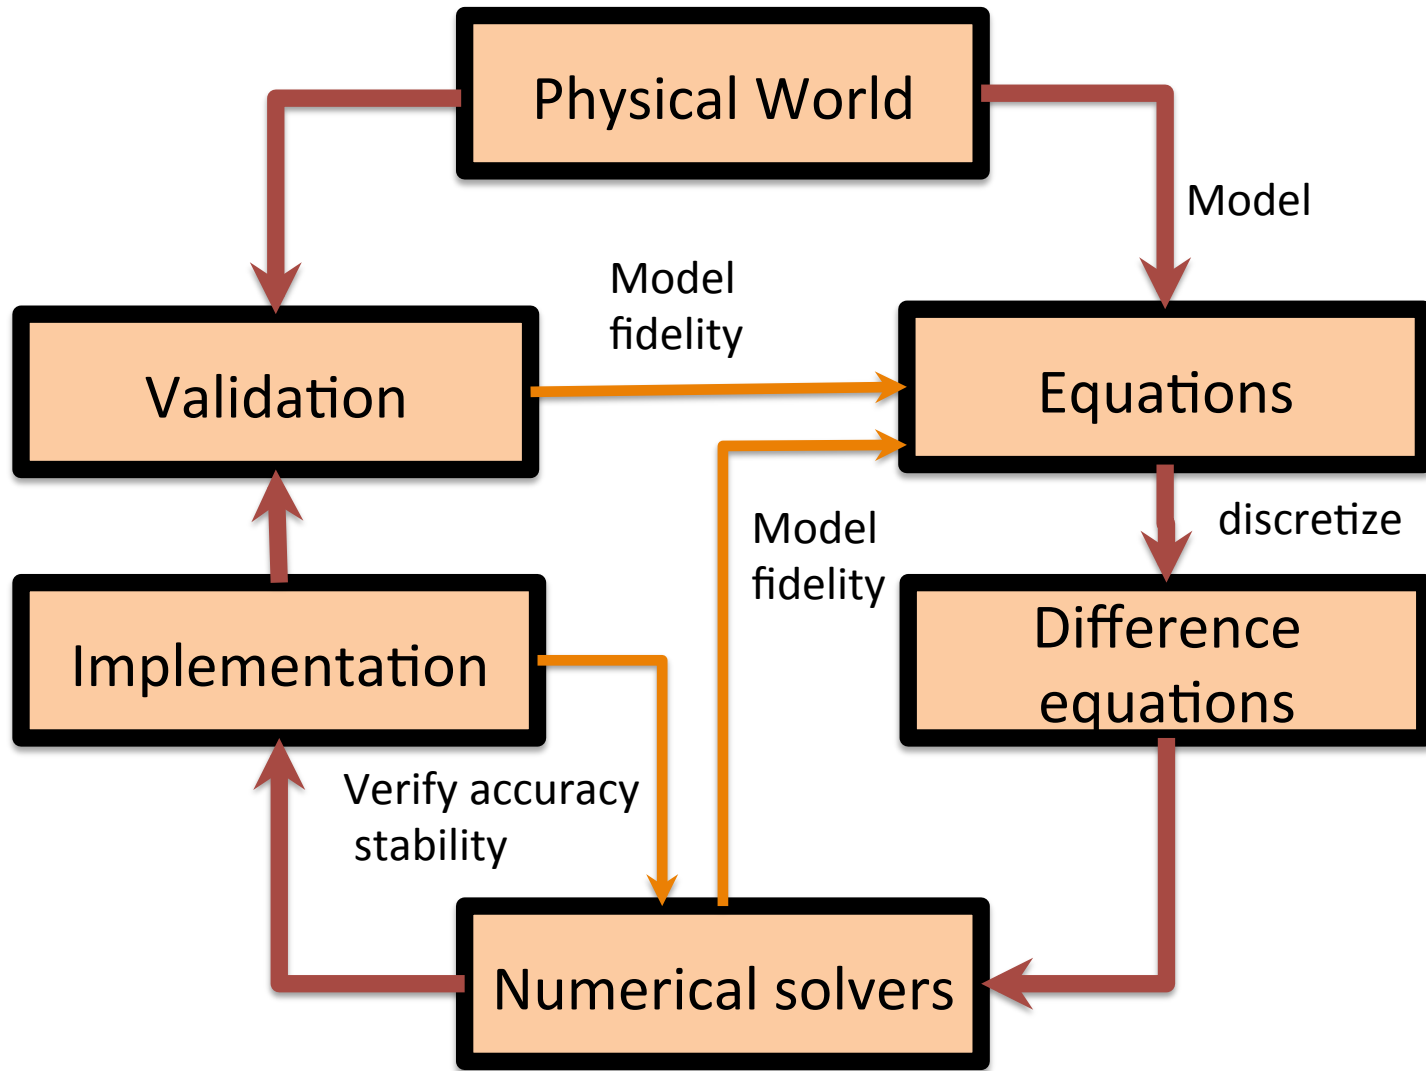 Physical World
Model
Model
fidelity
Validation
Equations
Model
fidelity
discretize
Implementation
Difference
equations
Verify accuracy
stability
Numerical solvers